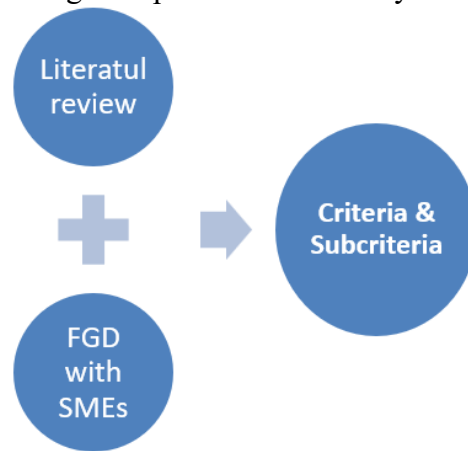 Literatul
review
FGD
with
SMEs
Criteria &
Subcriteria